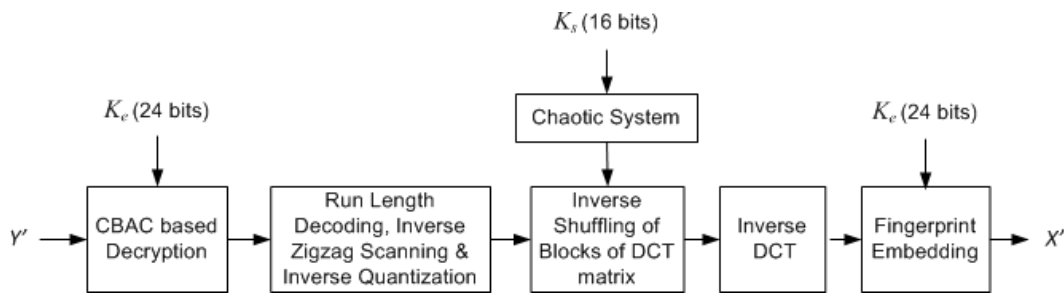 K_s (16 bits)
K_e (24 bits)
Chaotic System
K_e (24 bits)
Y'
CBAC based
Decryption
Run Length
Decoding, Inverse
Zigzag Scanning &
Inverse Quantization
Inverse
Shuffling of
Blocks of DCT
matrix
Inverse
DCT
Fingerprint
Embedding
X'